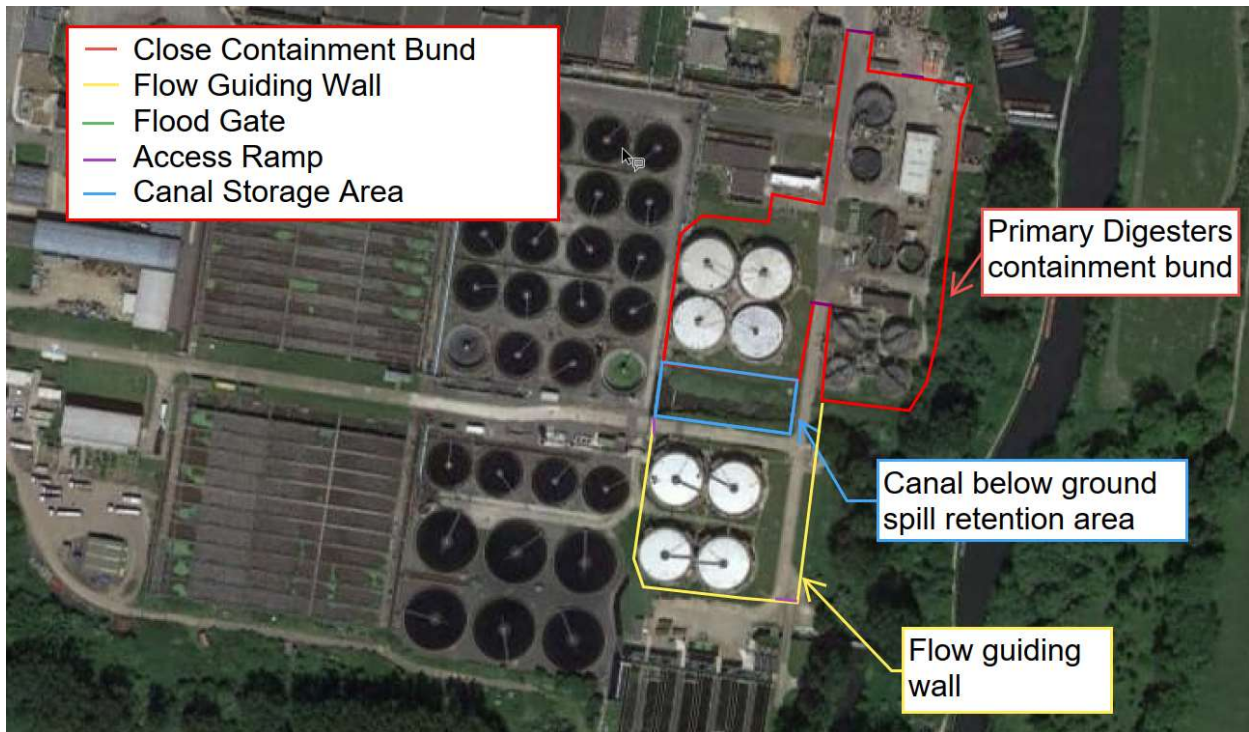 Close Containment Bund
Flow Guiding Wall
Flood Gate
Access Ramp
Canal Storage Area
Primary Digesters
containment bund
Canal below ground
spill retention area
Flow guiding
wall